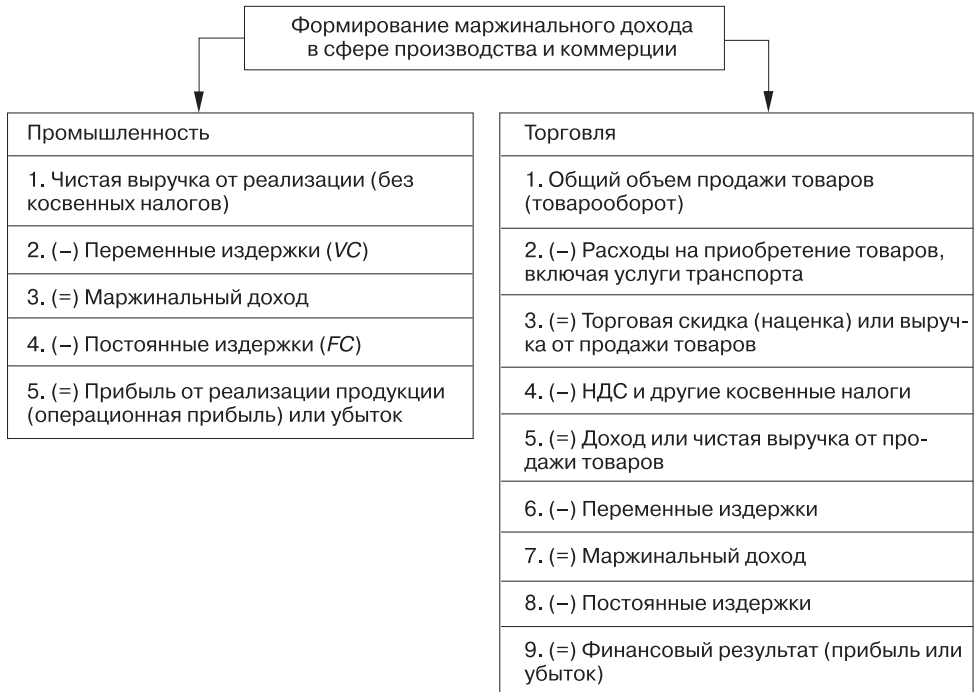 Формирование маржинального дохода
в сфере производства и коммерции
Промышленность
1. Чистая выручка от реализации (без
косвенных налогов)
2. (–) Переменные издержки (VC)
3. (=) Маржинальный доход
4. (–) Постоянные издержки (FC)
5. (=) Прибыль от реализации продукции
(операционная прибыль) или убыток
Торговля
1. Общий объем продажи товаров
(товарооборот)
2. (–) Расходы на приобретение товаров,
включая услуги транспорта
3. (=) Торговая скидка (наценка) или выруч-
ка от продажи товаров
4. (–) НДС и другие косвенные налоги
5. (=) Доход или чистая выручка от про-
дажи товаров
6. (–) Переменные издержки
7. (=) Маржинальный доход
8. (–) Постоянные издержки
9. (=) Финансовый результат (прибыль или
убыток)